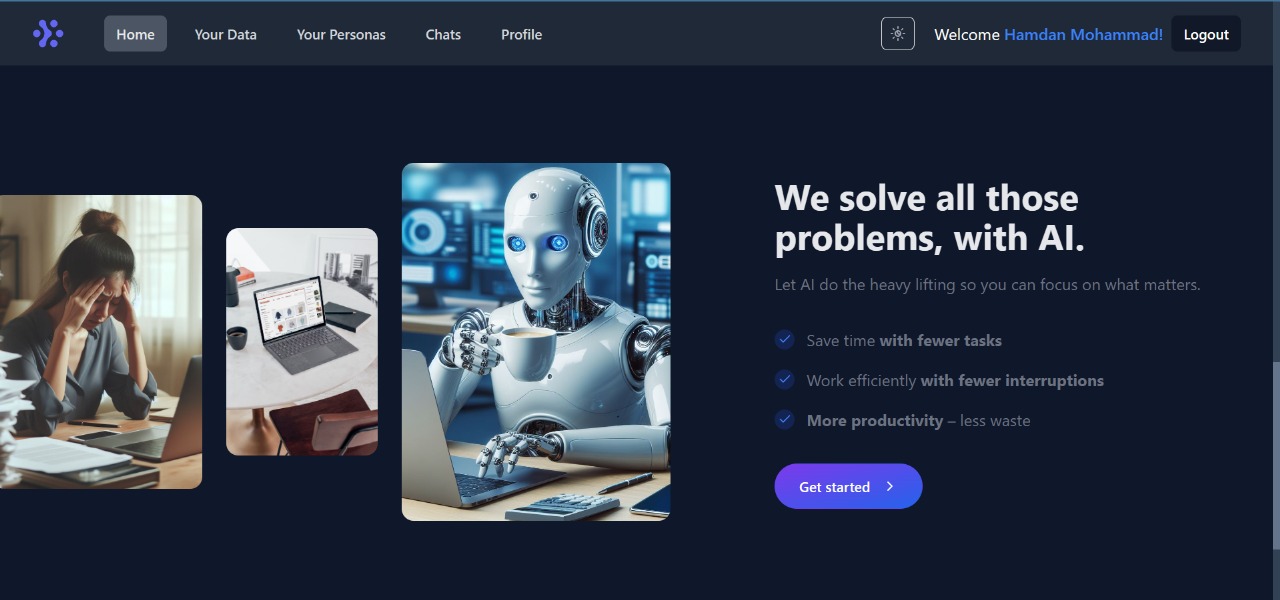 Home Your Data Your Personas Chats Profile Welcome Hamdan Mohammad! Logout
We solve all those
problems, with AI.
Let AI do the heavy lifting so you can focus on what matters.
Save time with fewer tasks
Work efficiently with fewer interruptions
More productivity – less waste
Get started